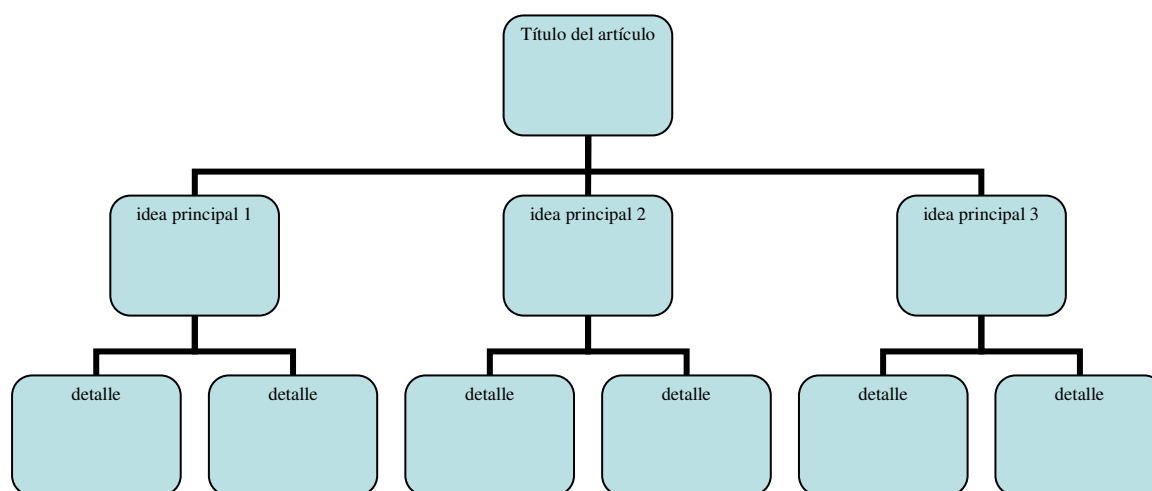 Título del artículo
idea principal 1
idea principal 2
idea principal 3
detalle
detalle
detalle
detalle
detalle
detalle